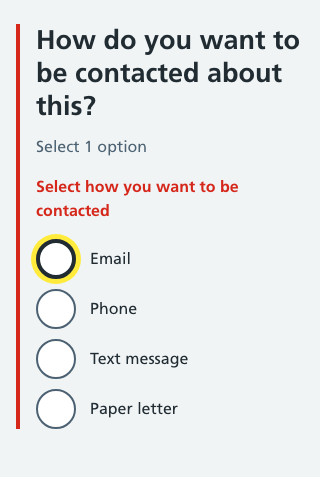 How do you want to
be contacted about
this?
Select 1 option
Select how you want to be
contacted
Email
Phone
Text message
Paper letter